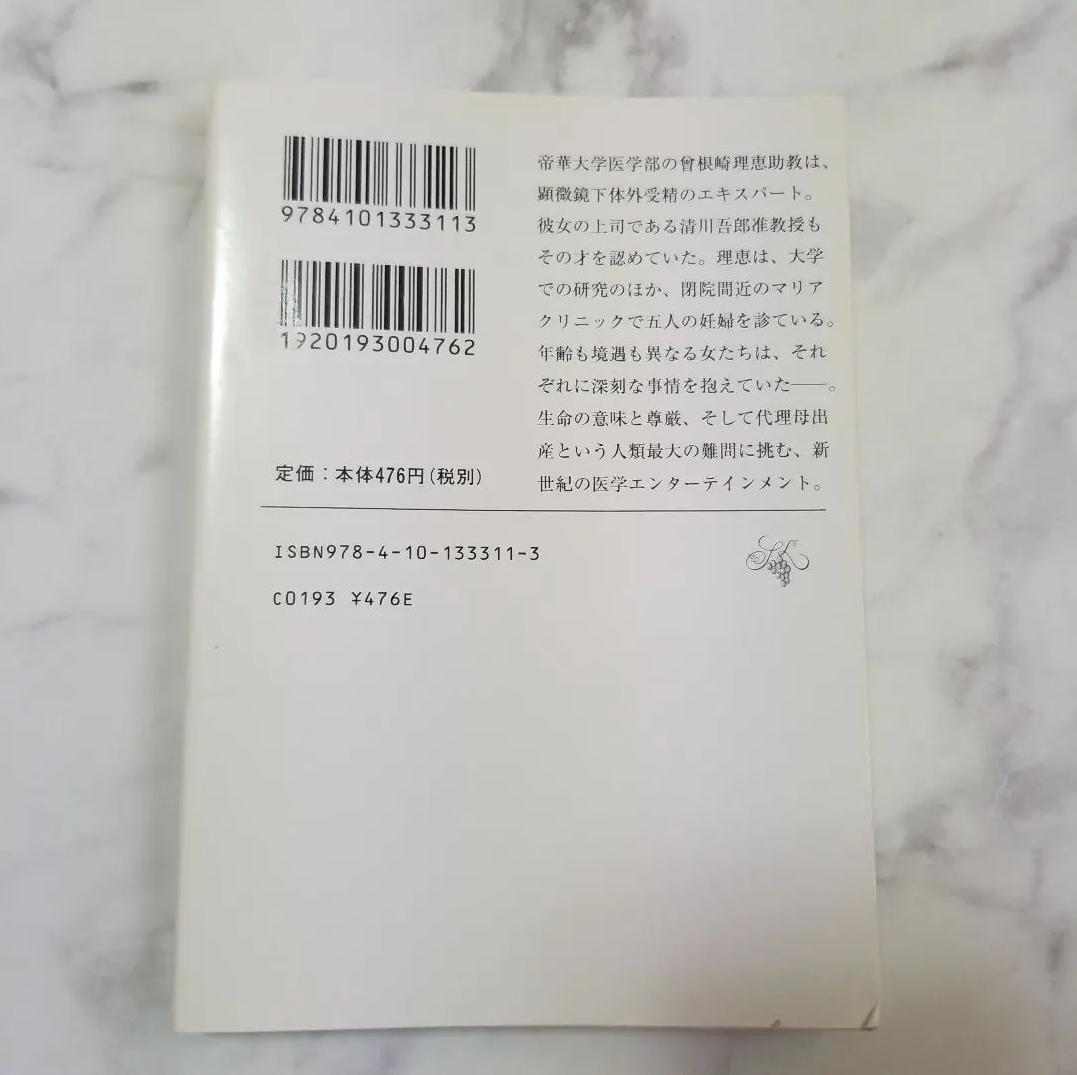 9784101333113
1920193004762
定価：本体476円（税別）
帝華大学医学部の曾根崎理恵助教は、
顕微鏡下体外受精のエキスパート。
彼女の上司である清川吾郎准教授も
その才を認めていた。理恵は、大学
での研究のほか、閉院間近のマリア
クリニックで五人の妊婦を診ている。
年齢も境遇も異なる女たちは、それ
ぞれに深刻な事情を抱えていた――。
生命の意味と尊厳、そして代理母出
産という人類最大の難問に挑む、新
世紀の医学エンターテインメント。
ISBN978-4-10-133311-3
C0193 ¥476E